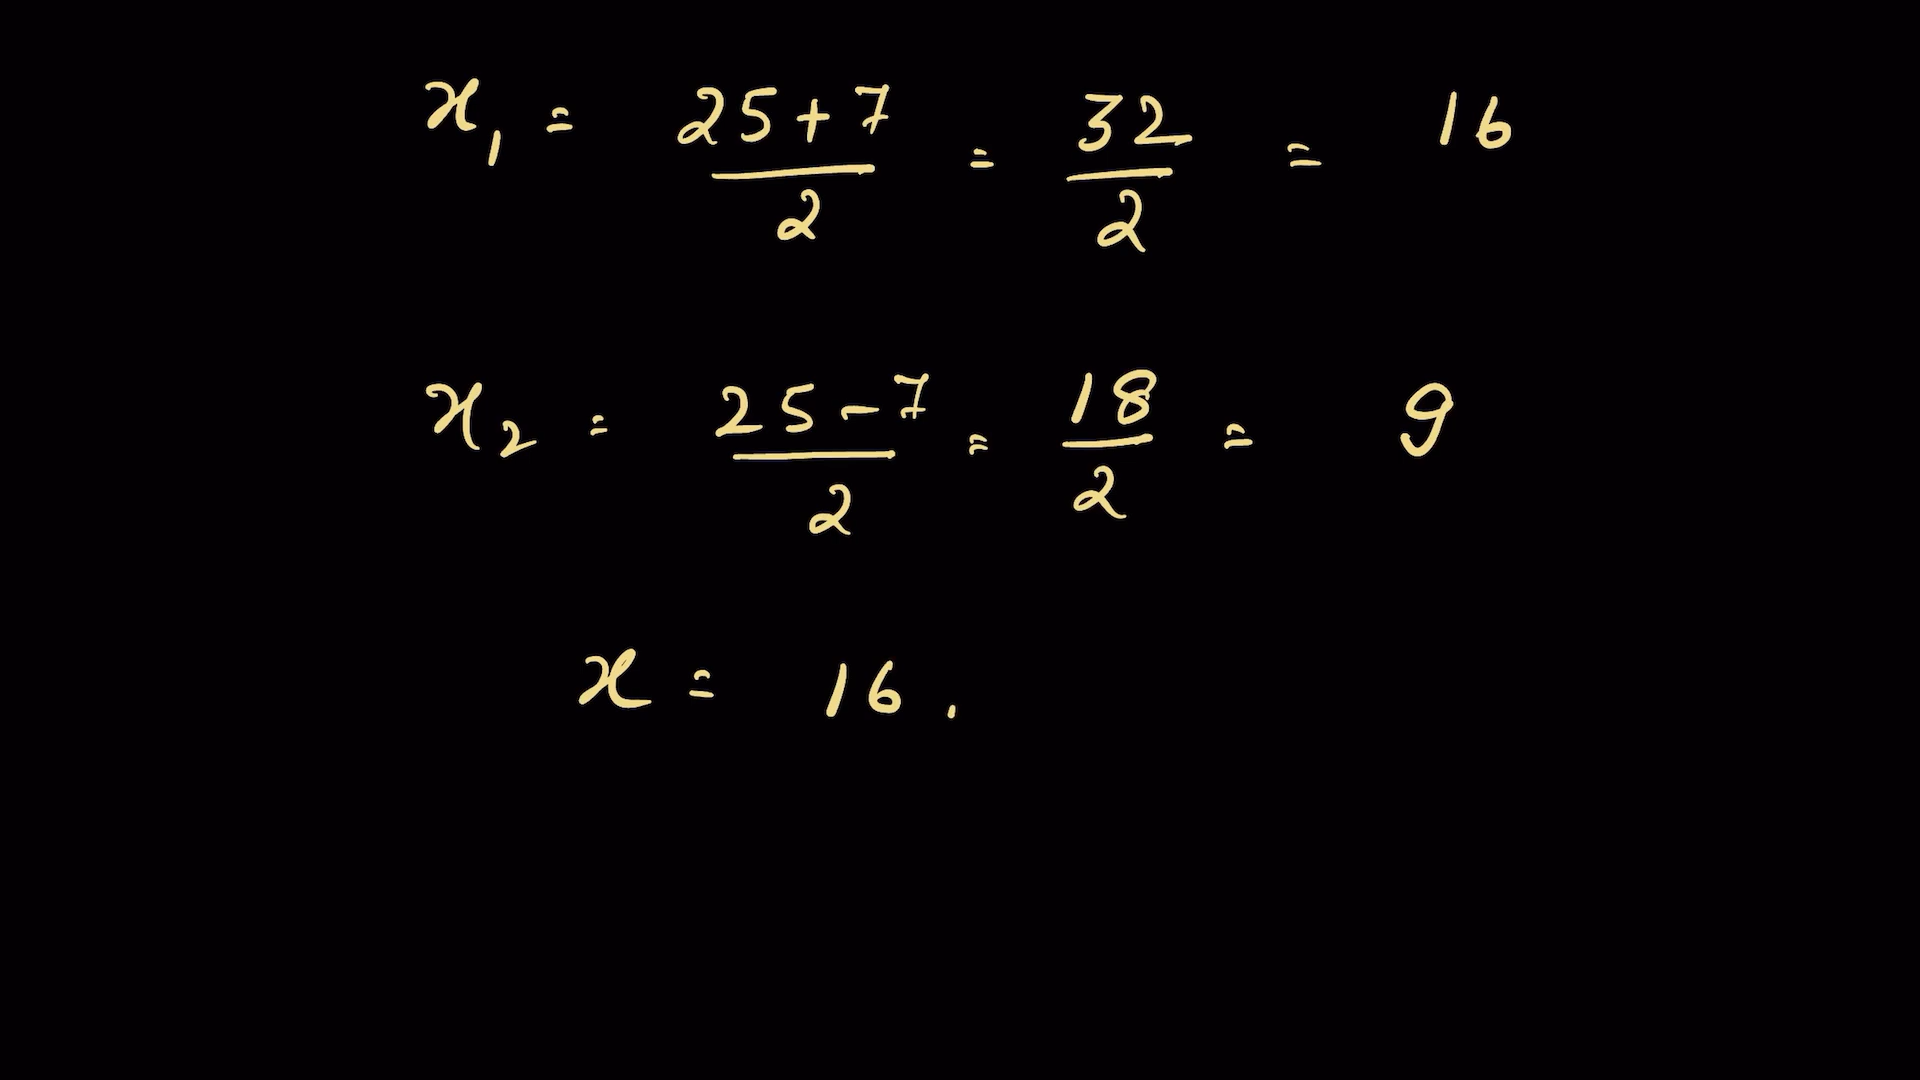 x₁ = (25+7)/2 = 32/2 = 16
x₂ = (25-7)/2 = 18/2 = 9
x = 16.